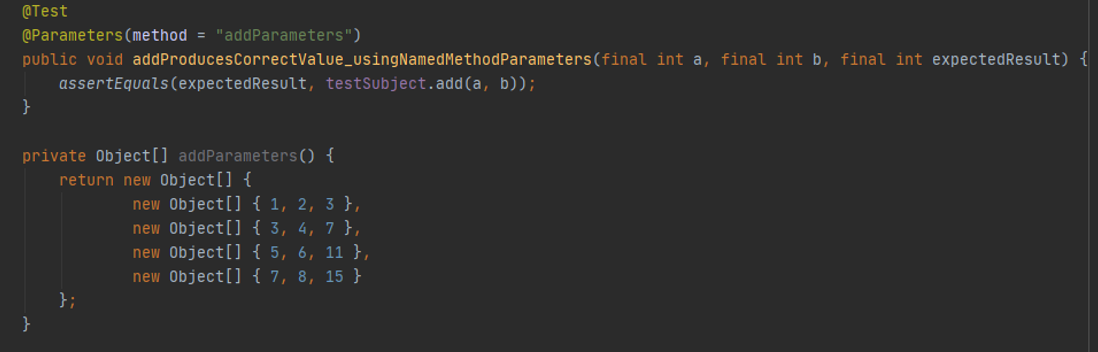 @Test
@Parameters(method = "addParameters")
public void addProducesCorrectValue_usingNamedMethodParameters(final int a, final int b, final int expectedResult) {
    assertEquals(expectedResult, testSubject.add(a, b));
}
private Object[] addParameters() {
    return new Object[] {
            new Object[] { 1, 2, 3 },
            new Object[] { 3, 4, 7 },
            new Object[] { 5, 6, 11 },
            new Object[] { 7, 8, 15 }
    };
}